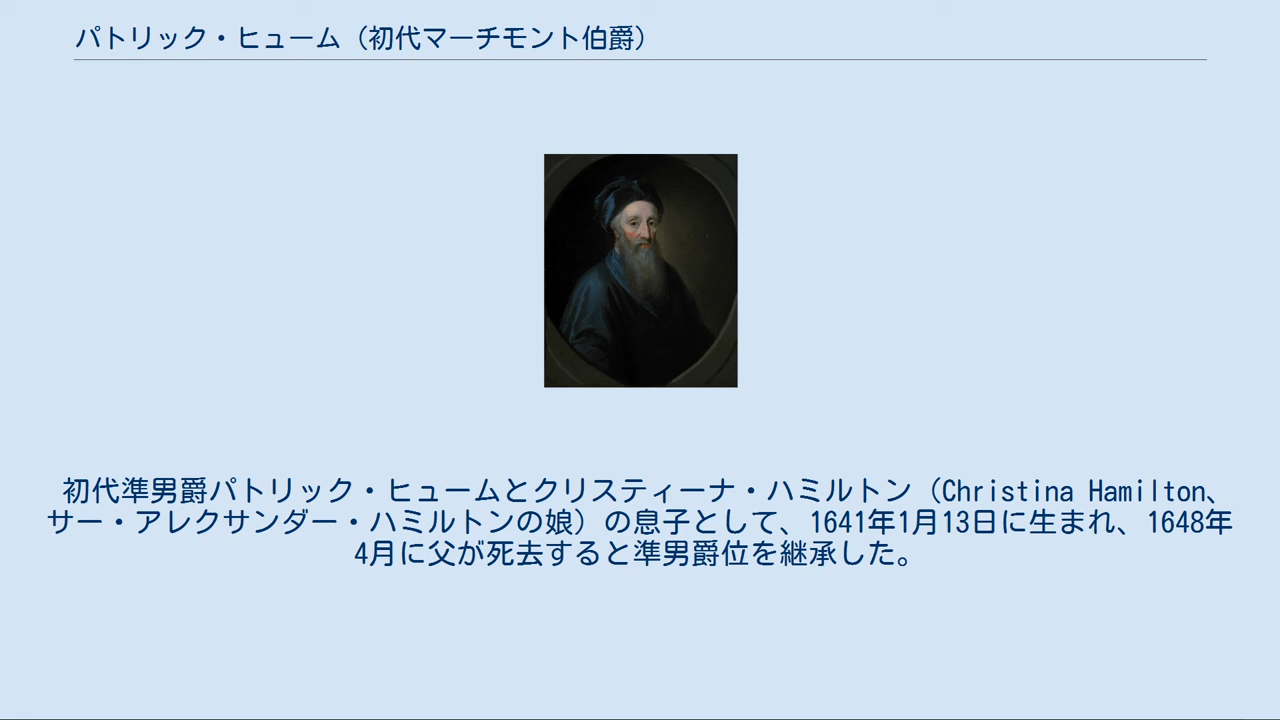 パトリック・ヒューム（初代マーチモント伯爵）
初代準男爵パトリック・ヒュームとクリスティーナ・ハミルトン（Christina Hamilton、
サー・アレクサンダー・ハミルトンの娘）の息子として、1641年1月13日に生まれ、1648年
4月に父が死去すると準男爵位を継承した。